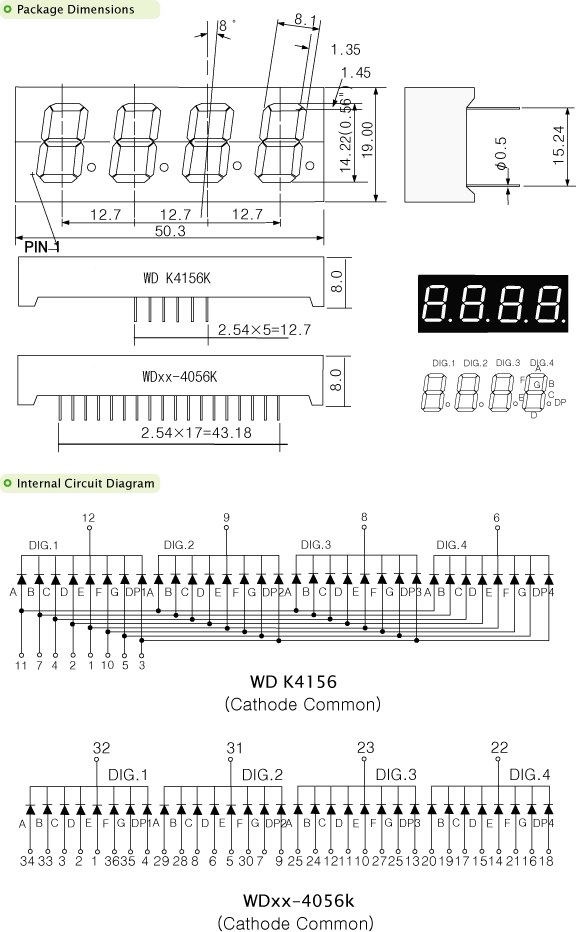 Package Dimensions
8°
8.1
1.35
1.45
14.22(0.56")
19.00
φ0.5
15.24
12.7
12.7
12.7
PIN 1
50.3
WD K4156K
8.0
2.54×5=12.7
WDxx-4056K
8.0
2.54×17=43.18
DIG.1 DIG.2 DIG.3 DIG.4
A
F G B
E C
DP
D
Internal Circuit Diagram
12 9 8 6
DIG.1 DIG.2 DIG.3 DIG.4
A B C D E F G DP1 A B C D E F G DP2 A B C D E F G DP3 A B C D E F G DP4
11 7 4 2 1 10 5 3
WD K4156
(Cathode Common)
32 31 23 22
DIG.1 DIG.2 DIG.3 DIG.4
A B C D E F G DP1 A B C D E F G DP2 A B C D E F G DP3 A B C D E F G DP4
34 33 3 2 1 36 35 4 29 28 8 6 5 30 7 9 25 24 12 11 10 27 25 13 20 19 17 15 14 21 16 18
WDxx-4056k
(Cathode Common)